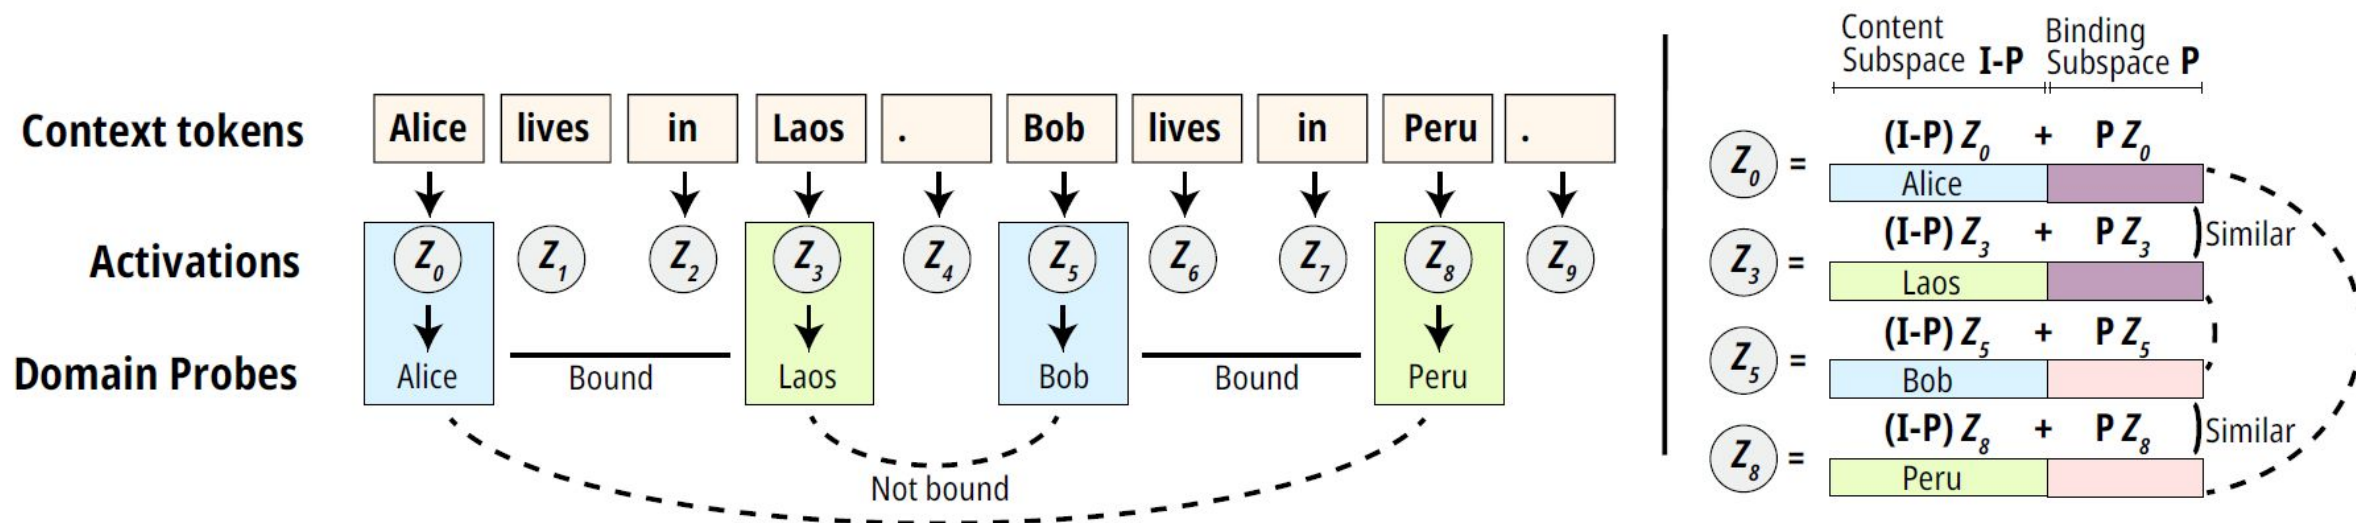 Context tokens Alice lives in Laos . Bob lives in Peru .
Activations Z0 Z1 Z2 Z3 Z4 Z5 Z6 Z7 Z8 Z9
Domain Probes Alice Bound Laos Bob Bound Peru
Not bound
Content Subspace I-P
Binding Subspace P
(I-P) Z0 + P Z0
Z0 = Alice
(I-P) Z3 + P Z3 Similar
Z3 = Laos
(I-P) Z5 + P Z5
Z5 = Bob
(I-P) Z8 + P Z8 Similar
Z8 = Peru